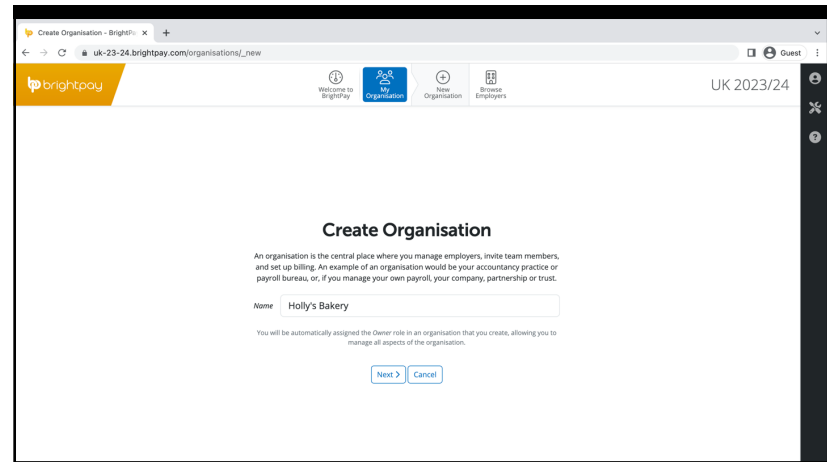 Create Organisation - BrightPa
uk-23-24.brightpay.com/organisations/_new
Guest
brightpay
Welcome to
BrightPay
My
Organisation
New
Organisation
Browse
Employers
UK 2023/24
Create Organisation
An organisation is the central place where you manage employers, invite team members,
and set up billing. An example of an organisation would be your accountancy practice or
payroll bureau, or, if you manage your own payroll, your company, partnership or trust.
Name
Holly's Bakery
You will be automatically assigned the Owner role in an organisation that you create, allowing you to
manage all aspects of the organisation.
Next
Cancel